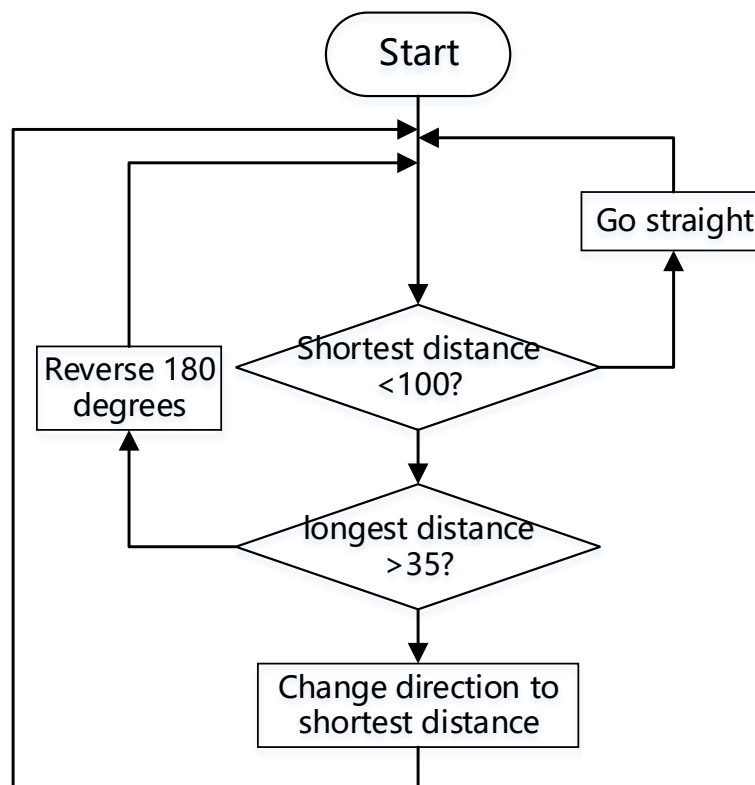 Start
Go straight
Shortest distance
<100?
Reverse 180
degrees
longest distance
>35?
Change direction to
shortest distance